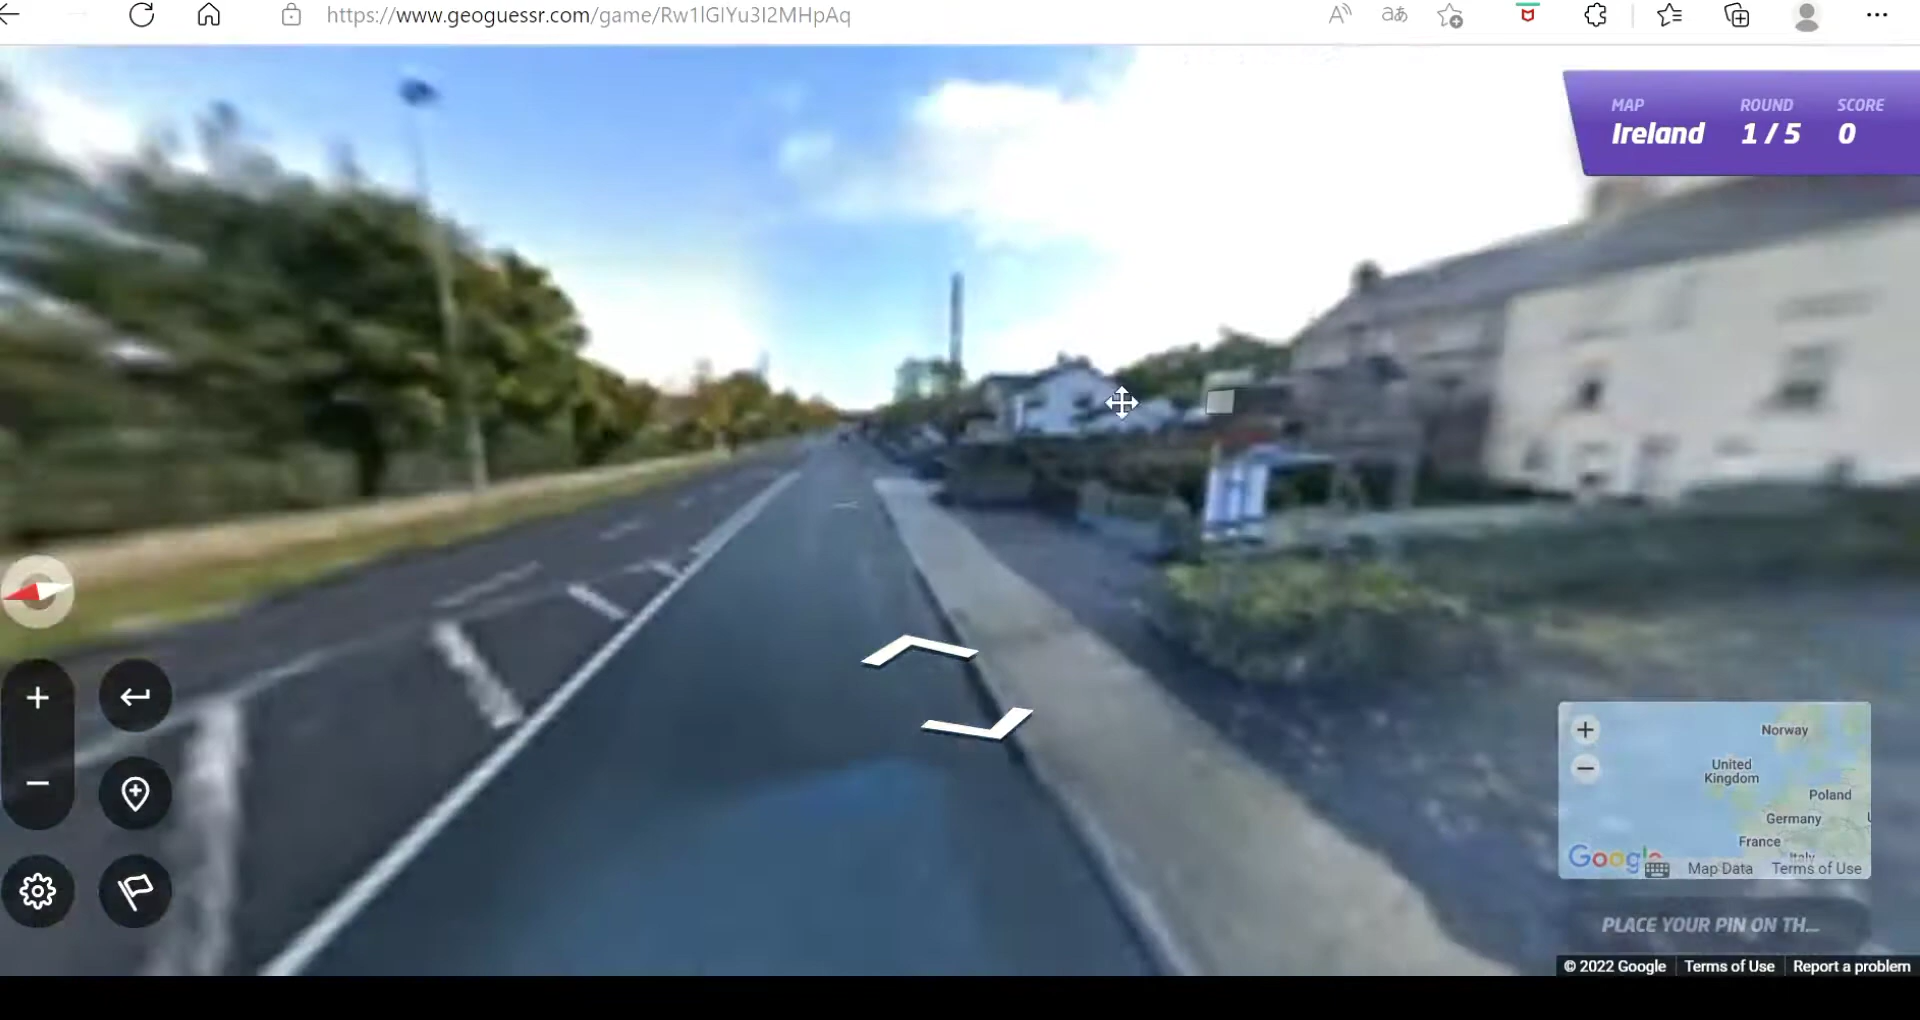 https://www.geoguessr.com/game/Rw1lGlYu3I2MHpAq
MAP ROUND SCORE
Ireland 1 / 5 0
Norway
United
Kingdom
Poland
Germany
France
Italy
Google
Map Data Terms of Use
PLACE YOUR PIN ON TH...
© 2022 Google Terms of Use Report a problem